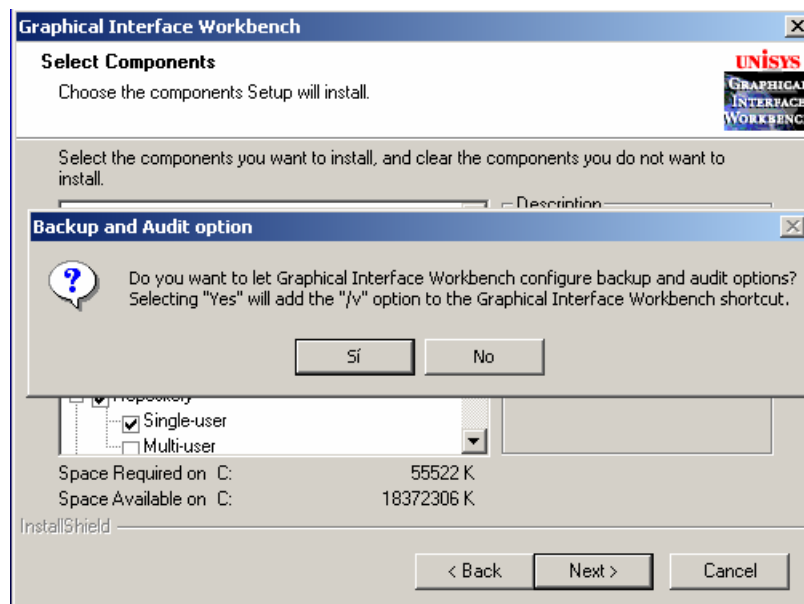 Graphical Interface Workbench
Select Components
Choose the components Setup will install.
UNiSYS
GRAPHICAL
INTERFACE
WORKBENCH
Select the components you want to install, and clear the components you do not want to
install.
Description
Backup and Audit option
Do you want to let Graphical Interface Workbench configure backup and audit options?
Selecting "Yes" will add the "/v" option to the Graphical Interface Workbench shortcut.
Sí
No
Repository
Single-user
Multi-user
Space Required on C: 55522 K
Space Available on C: 18372306 K
InstallShield
< Back
Next >
Cancel